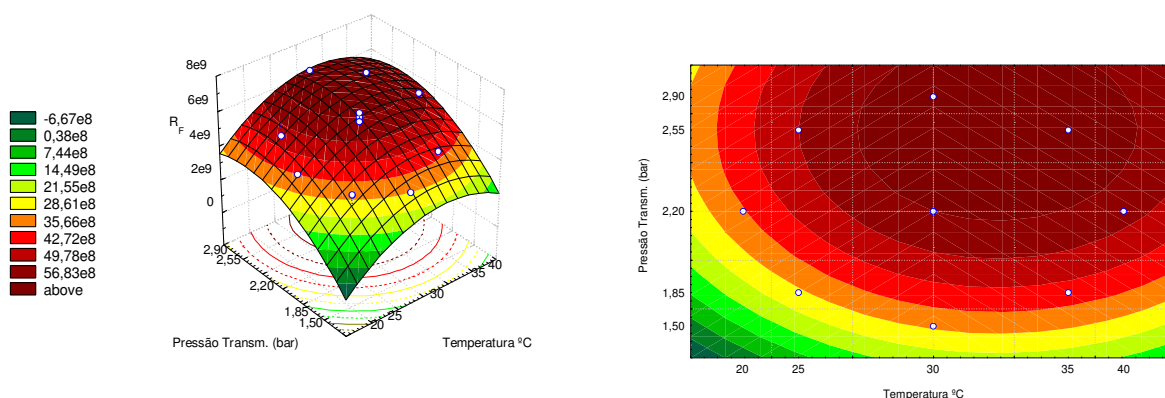 -6,67e8
0,38e8
7,44e8
14,49e8
21,55e8
28,61e8
35,66e8
42,72e8
49,78e8
56,83e8
above
8e9
6e9
R F
4e9
2e9
0
2,90
2,55
2,20
1,85
1,50
20
25
30
35
40
Pressão Transm. (bar)
Temperatura ºC
Pressão Transm. (bar)
2,90
2,55
2,20
1,85
1,50
20 25 30 35 40
Temperatura ºC